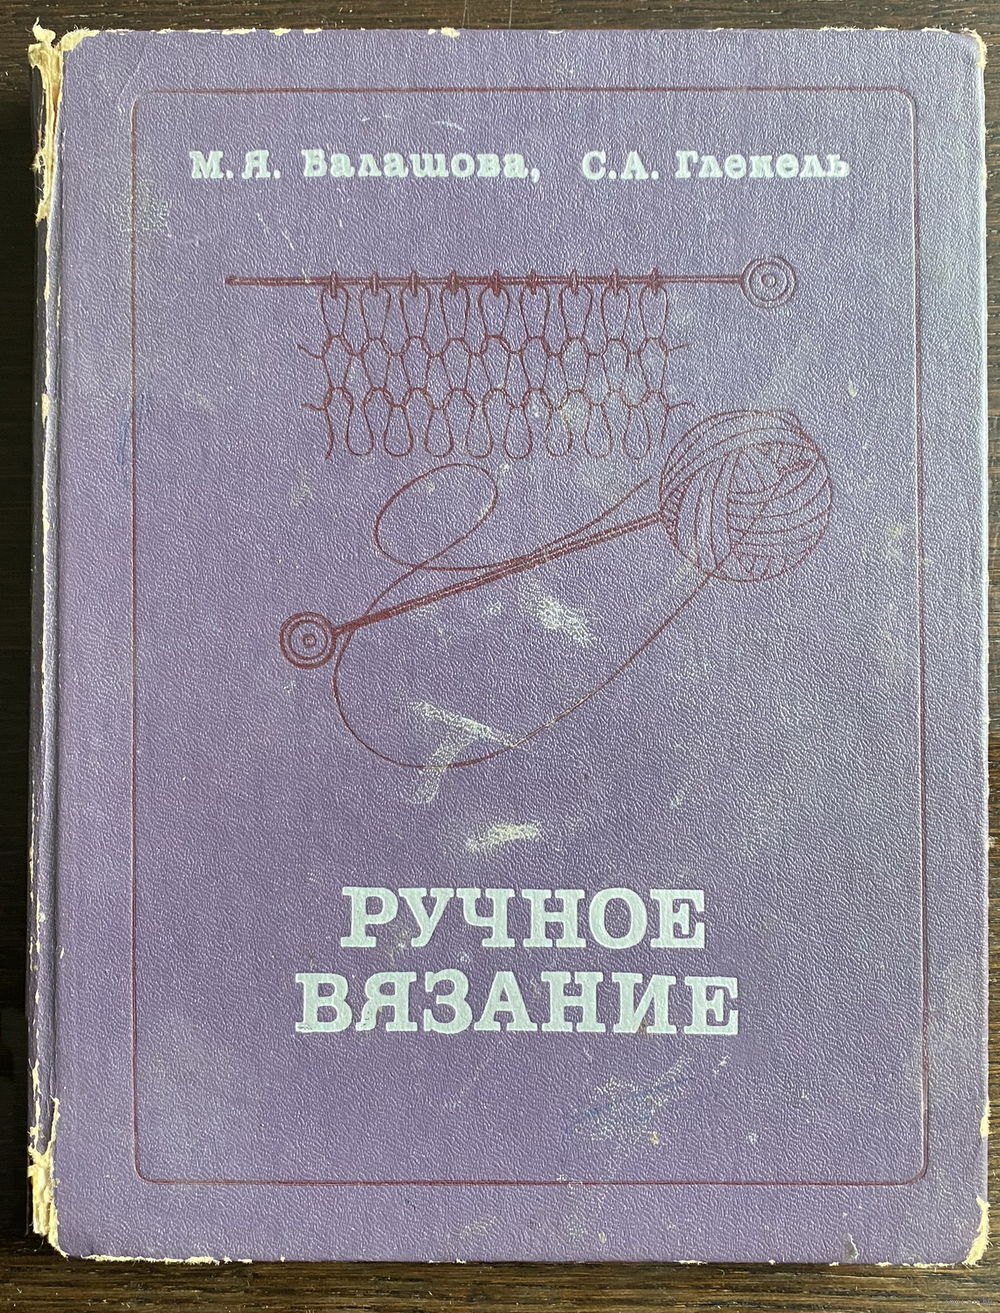 М. Я. Балашова, С. А. Глекель
РУЧНОЕ
ВЯЗАНИЕ